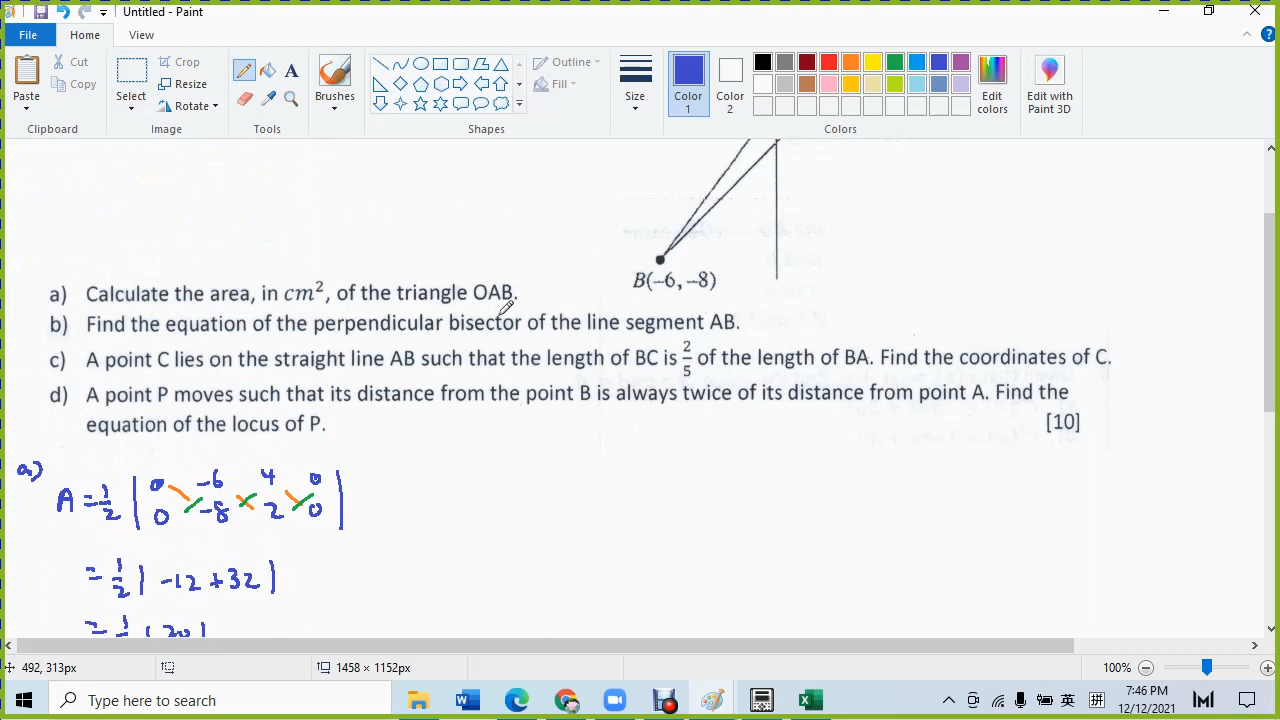 Untitled - Paint
File Home View
Paste Cut Copy Clipboard
Select Crop Resize Rotate Image
Tools
Brushes
Outline Fill Shapes
Size
Color 1 Color 2 Edit colors Colors
Edit with Paint 3D
B(−6, −8)
a) Calculate the area, in cm², of the triangle OAB.
b) Find the equation of the perpendicular bisector of the line segment AB.
c) A point C lies on the straight line AB such that the length of BC is 2/5 of the length of BA. Find the coordinates of C.
d) A point P moves such that its distance from the point B is always twice of its distance from point A. Find the
equation of the locus of P. [10]
a)
A = 1/2 | 0 -6 4 0
0 -8 2 0 |
= 1/2 | -12 + 32 |
= 1/2 | 20 |
492, 313px 1458 × 1152px 100%
Type here to search 英 拼 7:46 PM
12/12/2021